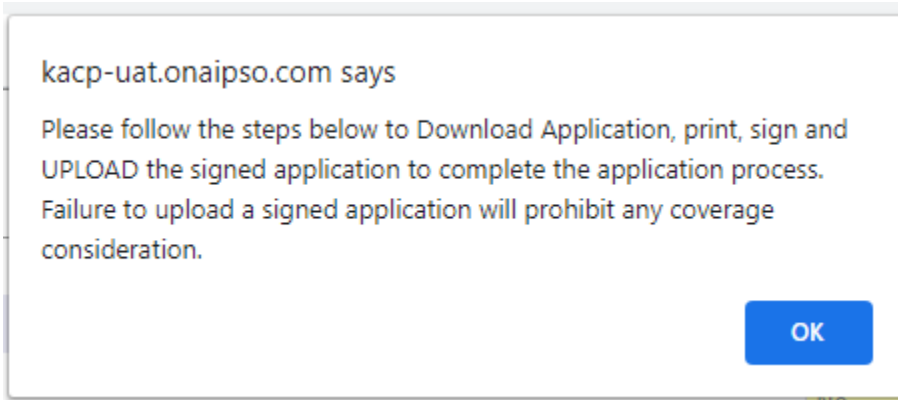 kacp-uat.onaipso.com says
Please follow the steps below to Download Application, print, sign and
UPLOAD the signed application to complete the application process.
Failure to upload a signed application will prohibit any coverage
consideration.
OK